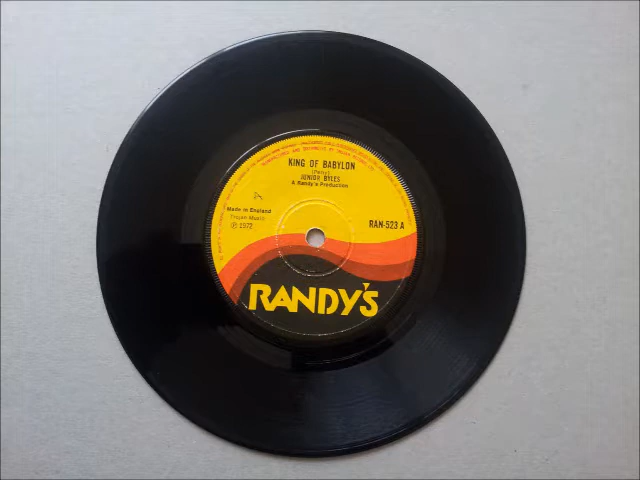 KING OF BABYLON
(Perry)
JUNIOR BYLES
A Randy's Production
Made in England
Trojan Music
℗ 1972
RAN-523 A
RANDY'S